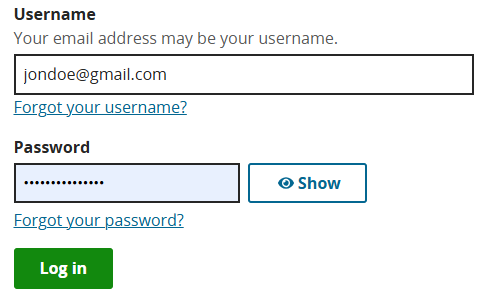 Username
Your email address may be your username.
jondoe@gmail.com
Forgot your username?
Password
••••••••••••••• Show
Forgot your password?
Log in